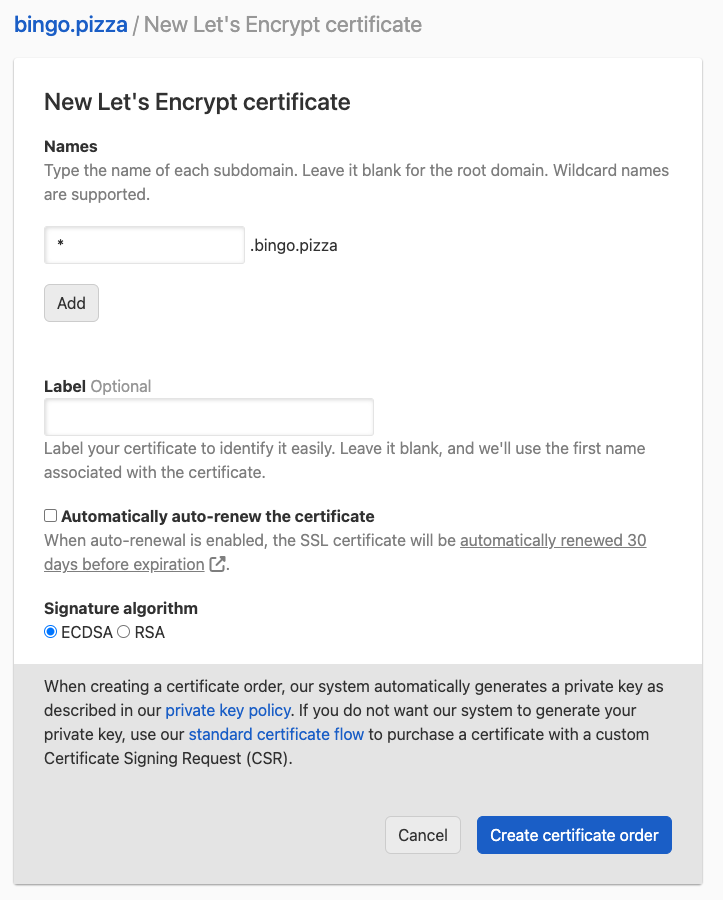 bingo.pizza / New Let's Encrypt certificate
New Let's Encrypt certificate
Names
Type the name of each subdomain. Leave it blank for the root domain. Wildcard names
are supported.
* .bingo.pizza
Add
Label Optional
Label your certificate to identify it easily. Leave it blank, and we'll use the first name
associated with the certificate.
Automatically auto-renew the certificate
When auto-renewal is enabled, the SSL certificate will be automatically renewed 30
days before expiration.
Signature algorithm
ECDSA RSA
When creating a certificate order, our system automatically generates a private key as
described in our private key policy. If you do not want our system to generate your
private key, use our standard certificate flow to purchase a certificate with a custom
Certificate Signing Request (CSR).
Cancel Create certificate order